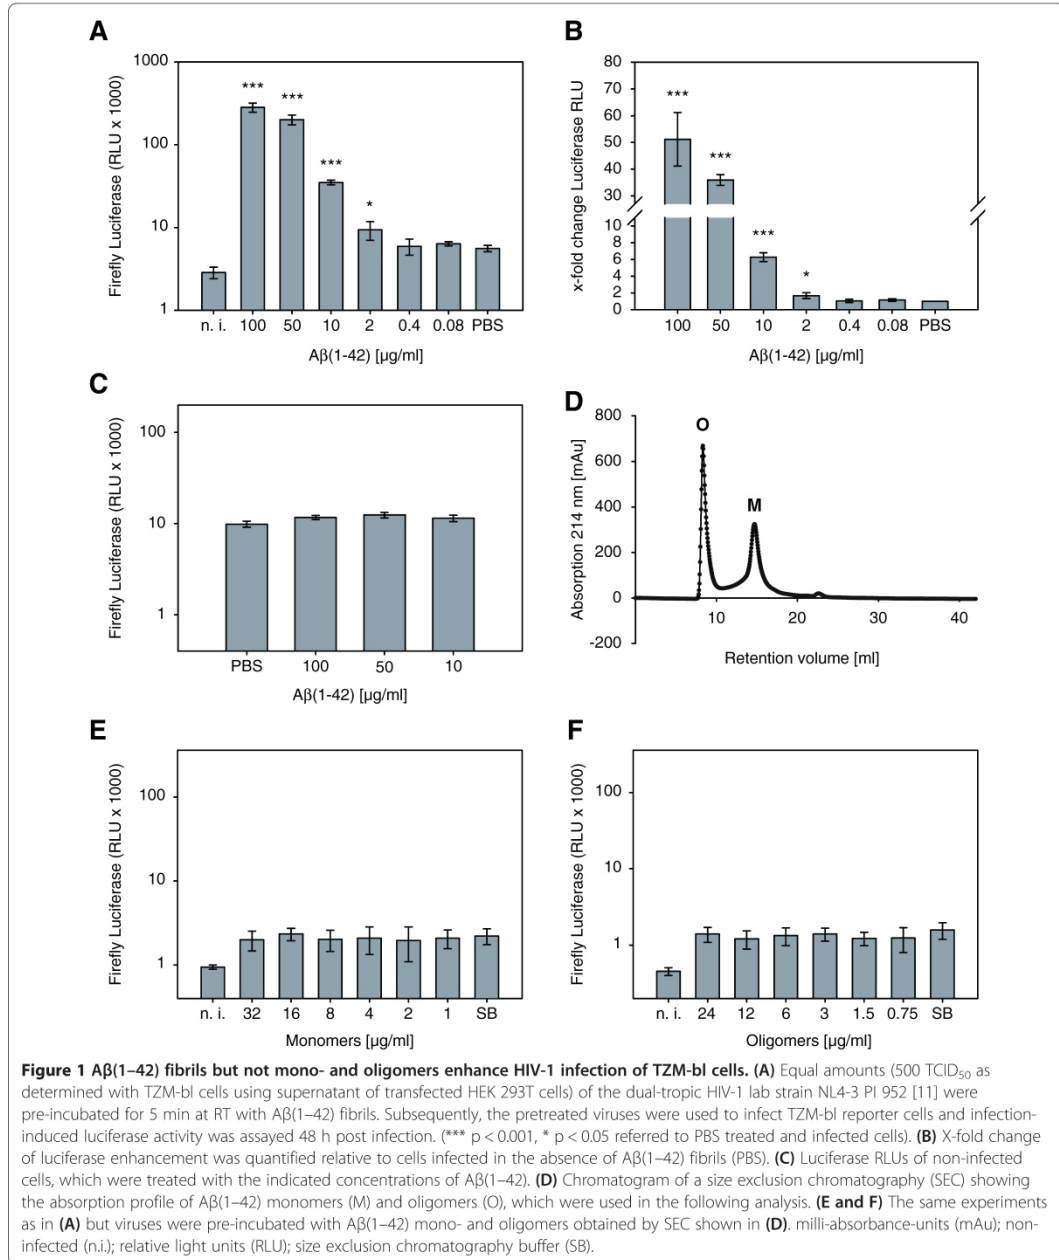 A
Firefly Luciferase (RLU x 1000)
1000
100
10
1
***
***
***
*
n. i.
100
50
10
2
0.4
0.08
PBS
Aβ(1-42) [µg/ml]
B
x-fold change Luciferase RLU
80
70
60
50
40
30
10
8
6
4
2
0
***
***
***
*
100
50
10
2
0.4
0.08
PBS
Aβ(1-42) [µg/ml]
C
Firefly Luciferase (RLU x 1000)
100
10
1
PBS
100
50
10
Aβ(1-42) [µg/ml]
D
Absorption 214 nm [mAu]
800
600
400
200
0
-200
O
M
10
20
30
40
Retention volume [ml]
E
Firefly Luciferase (RLU x 1000)
100
10
1
n. i.
32
16
8
4
2
1
SB
Monomers [µg/ml]
F
Firefly Luciferase (RLU x 1000)
100
10
1
n. i.
24
12
6
3
1.5
0.75
SB
Oligomers [µg/ml]
Figure 1 Aβ(1–42) fibrils but not mono- and oligomers enhance HIV-1 infection of TZM-bl cells. (A) Equal amounts (500 TCID50 as
determined with TZM-bl cells using supernatant of transfected HEK 293T cells) of the dual-tropic HIV-1 lab strain NL4-3 PI 952 [11] were
pre-incubated for 5 min at RT with Aβ(1–42) fibrils. Subsequently, the pretreated viruses were used to infect TZM-bl reporter cells and infection-
induced luciferase activity was assayed 48 h post infection. (*** p < 0.001, * p < 0.05 referred to PBS treated and infected cells). (B) X-fold change
of luciferase enhancement was quantified relative to cells infected in the absence of Aβ(1–42) fibrils (PBS). (C) Luciferase RLUs of non-infected
cells, which were treated with the indicated concentrations of Aβ(1–42). (D) Chromatogram of a size exclusion chromatography (SEC) showing
the absorption profile of Aβ(1–42) monomers (M) and oligomers (O), which were used in the following analysis. (E and F) The same experiments
as in (A) but viruses were pre-incubated with Aβ(1–42) mono- and oligomers obtained by SEC shown in (D). milli-absorbance-units (mAu); non-
infected (n.i.); relative light units (RLU); size exclusion chromatography buffer (SB).